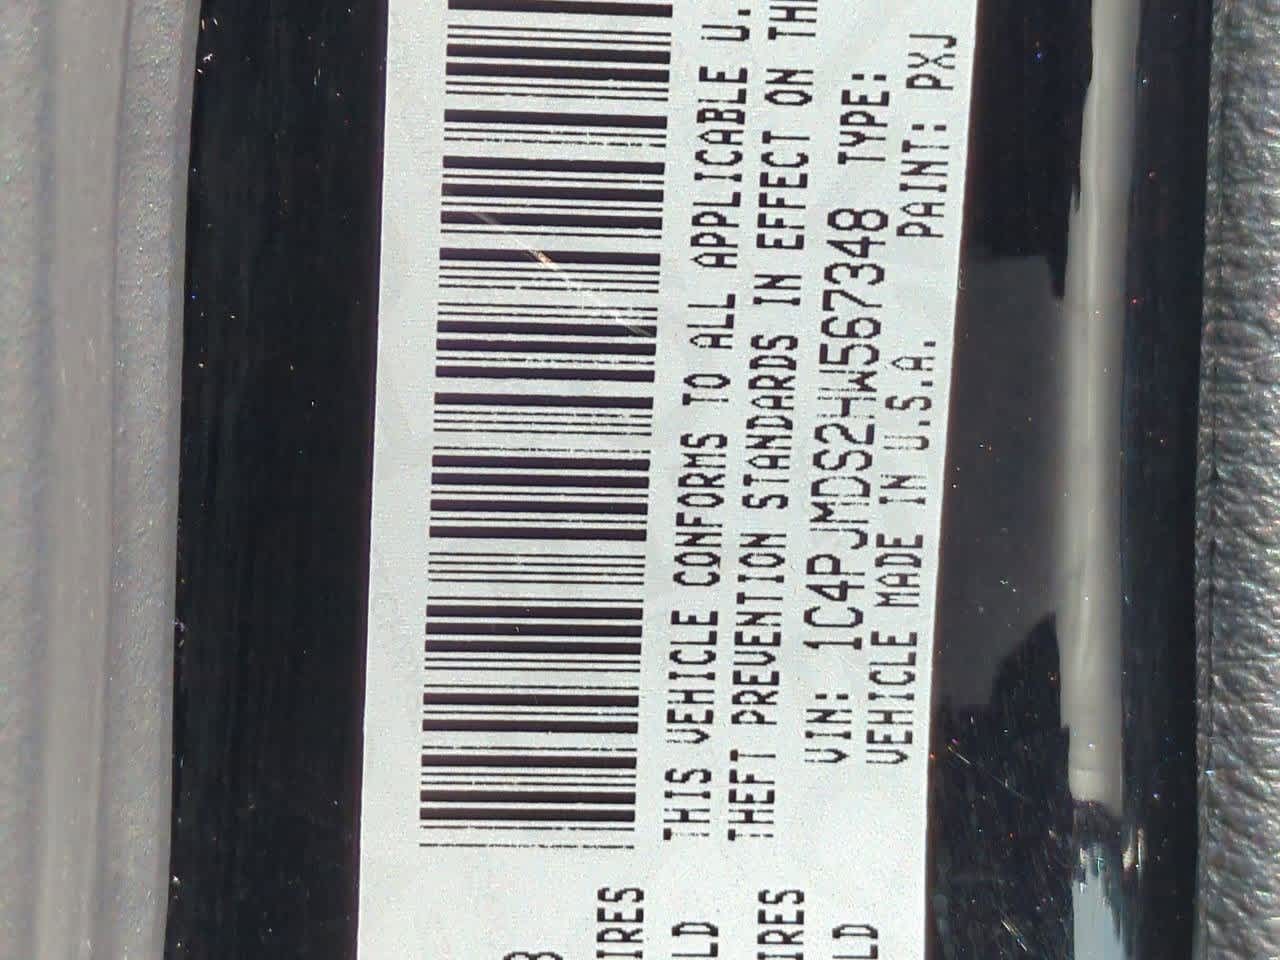 THIS VEHICLE CONFORMS TO ALL APPLICABLE U.
THEFT PREVENTION STANDARDS IN EFFECT ON THI
VIN: 1C4PJMDS2HW567348 TYPE:
VEHICLE MADE IN U.S.A. PAINT: PXJ
IRES
LD
IRES
LD